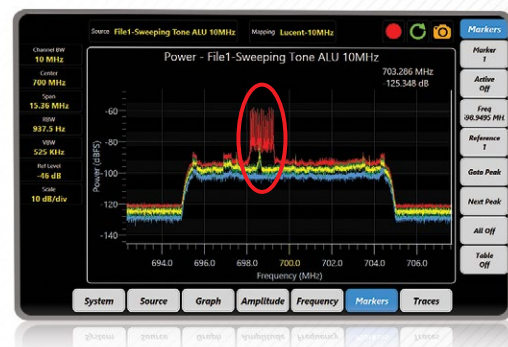 Source File1-Sweeping Tone ALU 10MHz Mapping Lucent-10MHz
Markers
Channel BW
10 MHz
Center
700 MHz
Span
15.36 MHz
RBW
937.5 Hz
VBW
525 KHz
Ref Level
-46 dB
Scale
10 dB/div
Power - File1-Sweeping Tone ALU 10MHz
703.286 MHz
-125.348 dB
Power (dBFS)
-60
-80
-100
-120
-140
694.0 696.0 698.0 700.0 702.0 704.0 706.0
Frequency (MHz)
Marker
1
Active
Off
Freq
98.9495 MH
Reference
1
Goto Peak
Next Peak
All Off
Table
Off
System Source Graph Amplitude Frequency Markers Traces